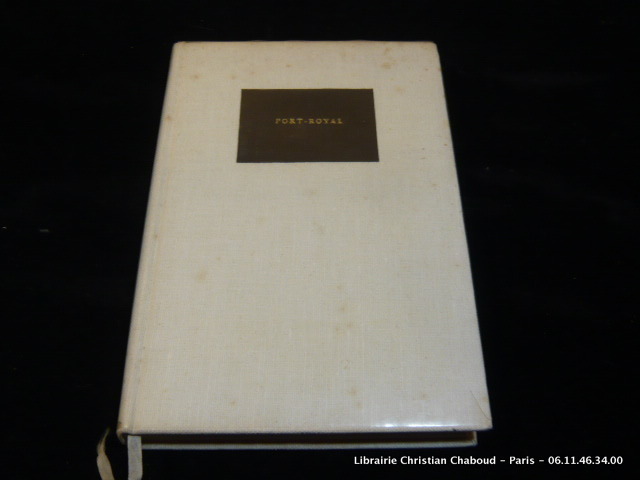 PORT-ROYAL
Librairie Christian Chaboud - Paris - 06.11.46.34.00